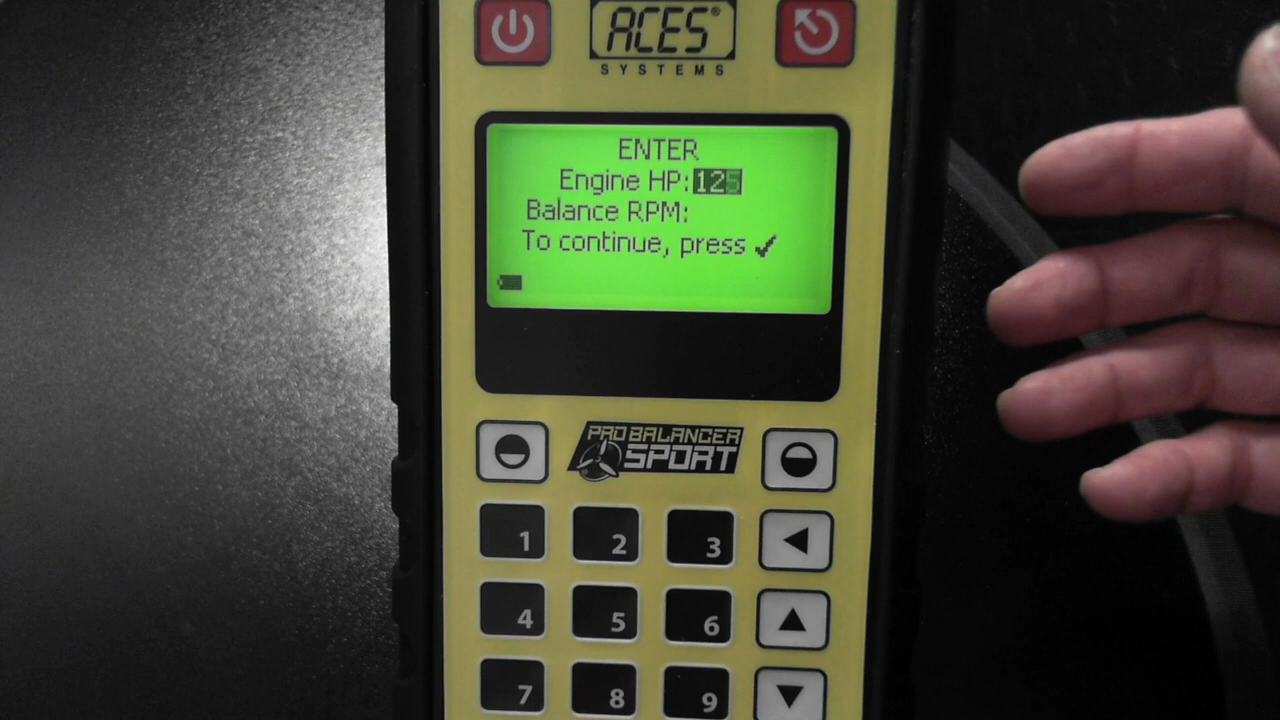 ACES®
SYSTEMS
ENTER
Engine HP:125
Balance RPM:
To continue, press ✓
PRO BALANCER
SPORT
1 2 3
4 5 6
7 8 9